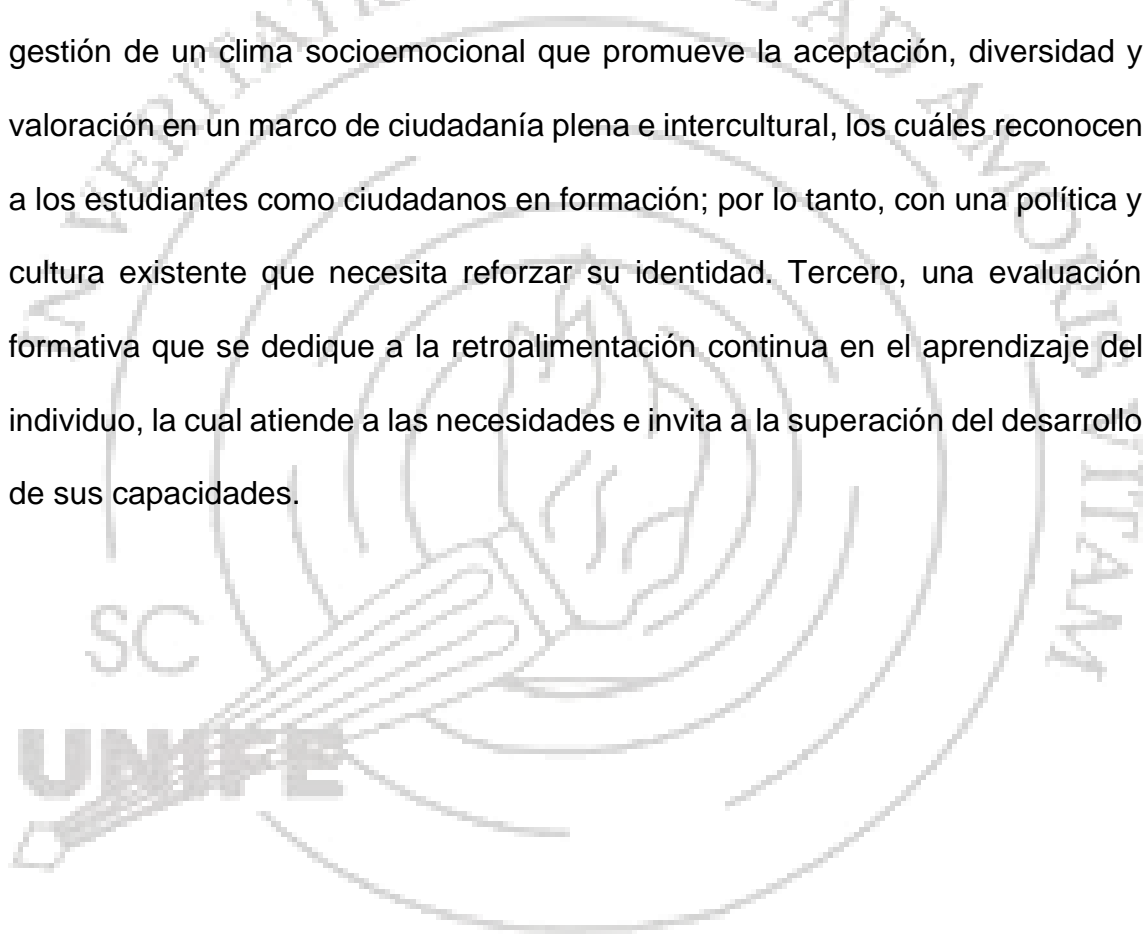 gestión de un clima socioemocional que promueve la aceptación, diversidad y
valoración en un marco de ciudadanía plena e intercultural, los cuáles reconocen
a los estudiantes como ciudadanos en formación; por lo tanto, con una política y
cultura existente que necesita reforzar su identidad. Tercero, una evaluación
formativa que se dedique a la retroalimentación continua en el aprendizaje del
individuo, la cual atiende a las necesidades e invita a la superación del desarrollo
de sus capacidades.
SC
UNIFE
VITAM